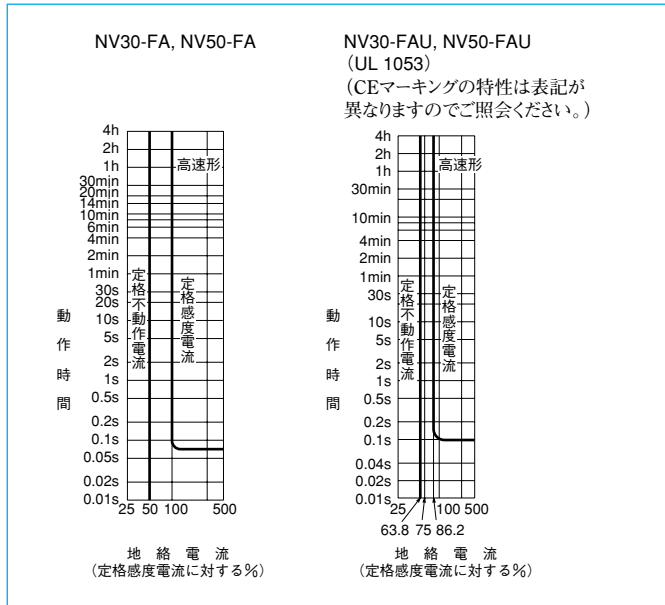 NV30-FA, NV50-FA
4h
2h
1h
30min
20min
14min
10min
6min
4min
2min
1min
30s
20s
10s
5s
2s
1s
0.5s
0.2s
0.1s
0.05s
0.02s
0.01s
高速形
定格不動作電流
定格感度電流
動作時間
25 50 100 500
地絡電流
(定格感度電流に対する%)
NV30-FAU, NV50-FAU
(UL 1053)
(CEマーキングの特性は表記が
異なりますのでご照会ください。)
4h
2h
1h
30min
10min
4min
2min
1min
30s
10s
5s
2s
1s
0.5s
0.2s
0.1s
0.04s
0.02s
0.01s
高速形
定格不動作電流
定格感度電流
動作時間
25 100 500
63.8 75 86.2
地絡電流
(定格感度電流に対する%)